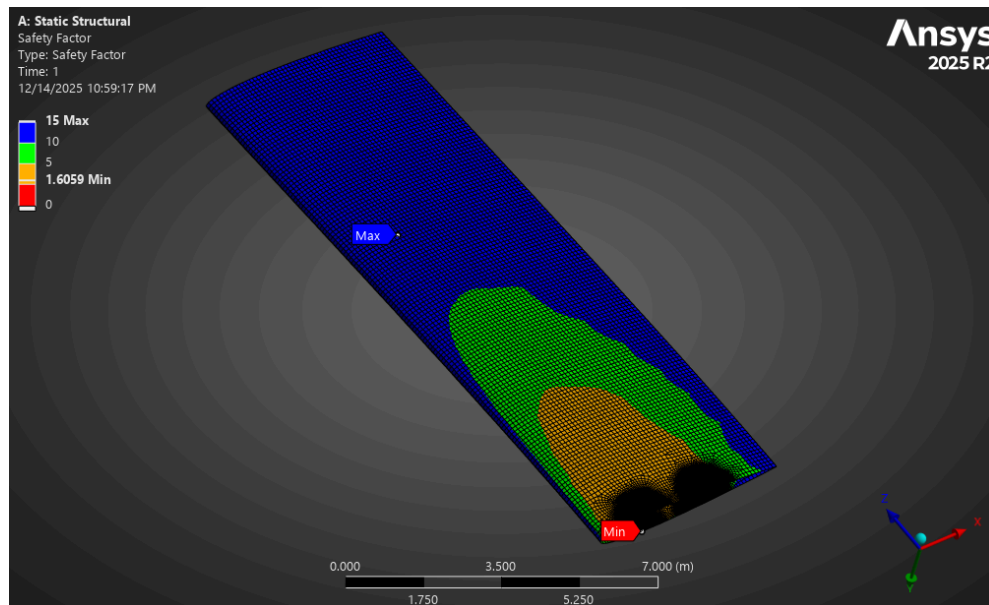 A: Static Structural
Safety Factor
Type: Safety Factor
Time: 1
12/14/2025 10:59:17 PM
15 Max
10
5
1.6059 Min
0
Ansys
2025 R2
Max
Min
0.000 3.500 7.000 (m)
1.750 5.250
Z
X
Y